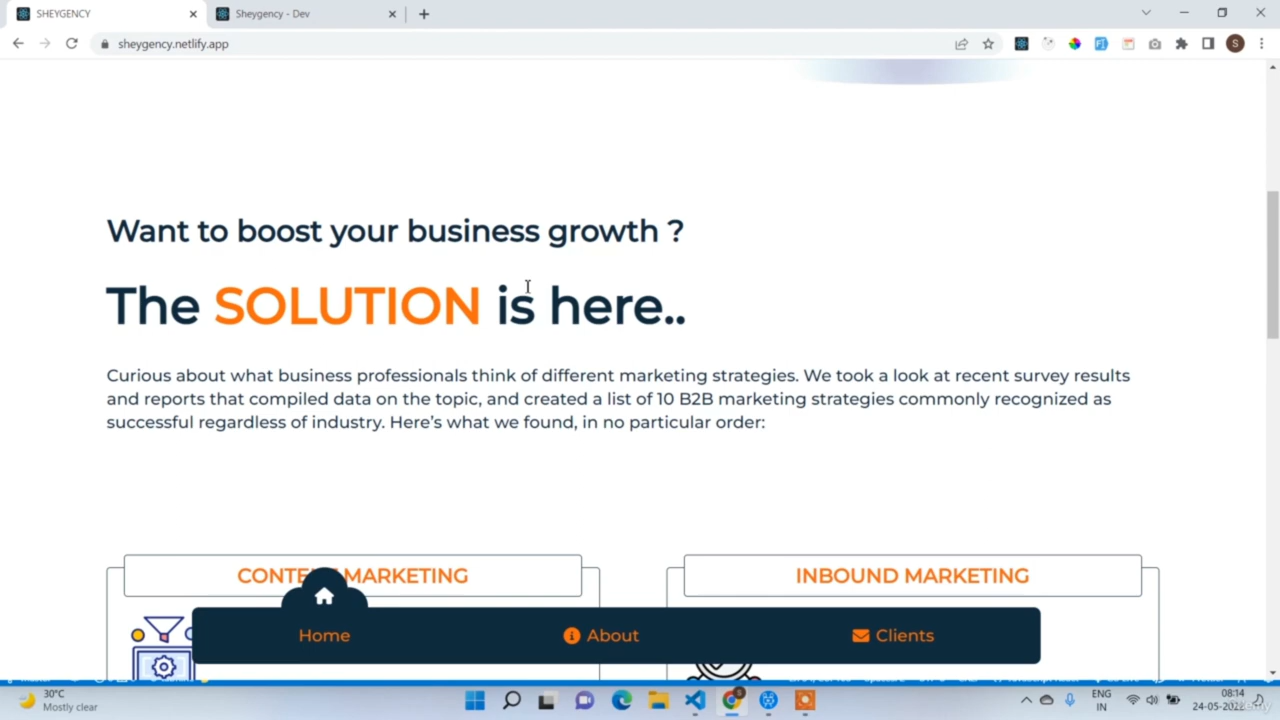 SHEYGENCY
Sheygency - Dev
sheygency.netlify.app
S
Want to boost your business growth ?
The SOLUTION is here..
Curious about what business professionals think of different marketing strategies. We took a look at recent survey results
and reports that compiled data on the topic, and created a list of 10 B2B marketing strategies commonly recognized as
successful regardless of industry. Here's what we found, in no particular order:
CONTENT MARKETING
INBOUND MARKETING
Home
About
Clients
30°C
Mostly clear
ENG
IN
08:14
24-05-2022